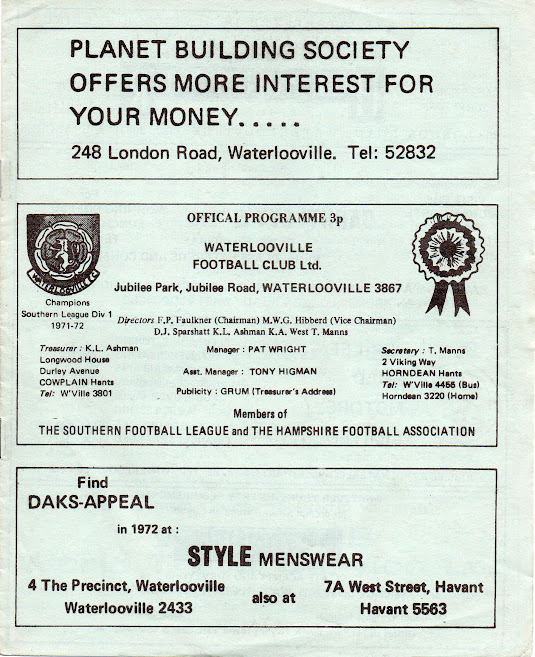 PLANET BUILDING SOCIETY
OFFERS MORE INTEREST FOR
YOUR MONEY.....
248 London Road, Waterlooville. Tel: 52832
OFFICAL PROGRAMME 3p
WATERLOOVILLE
FOOTBALL CLUB Ltd.
Jubilee Park, Jubilee Road, WATERLOOVILLE 3867
WATERLOOVILLE F.C.
Champions
Southern League Div 1
1971-72
Directors F.P. Faulkner (Chairman) M.W.G. Hibberd (Vice Chairman)
D.J. Sparshatt K.L. Ashman K.A. West T. Manns
Treasurer: K.L. Ashman
Longwood House
Durley Avenue
COWPLAIN Hants
Tel: W'Ville 3801
Manager: PAT WRIGHT
Asst. Manager: TONY HIGMAN
Publicity: GRUM (Treasurer's Address)
Secretary: T. Manns
2 Viking Way
HORNDEAN Hants
Tel: W'Ville 4455 (Bus)
Horndean 3220 (Home)
Members of
THE SOUTHERN FOOTBALL LEAGUE and THE HAMPSHIRE FOOTBALL ASSOCIATION
Find
DAKS-APPEAL
in 1972 at:
STYLE MENSWEAR
4 The Precinct, Waterlooville
Waterlooville 2433
also at
7A West Street, Havant
Havant 5563